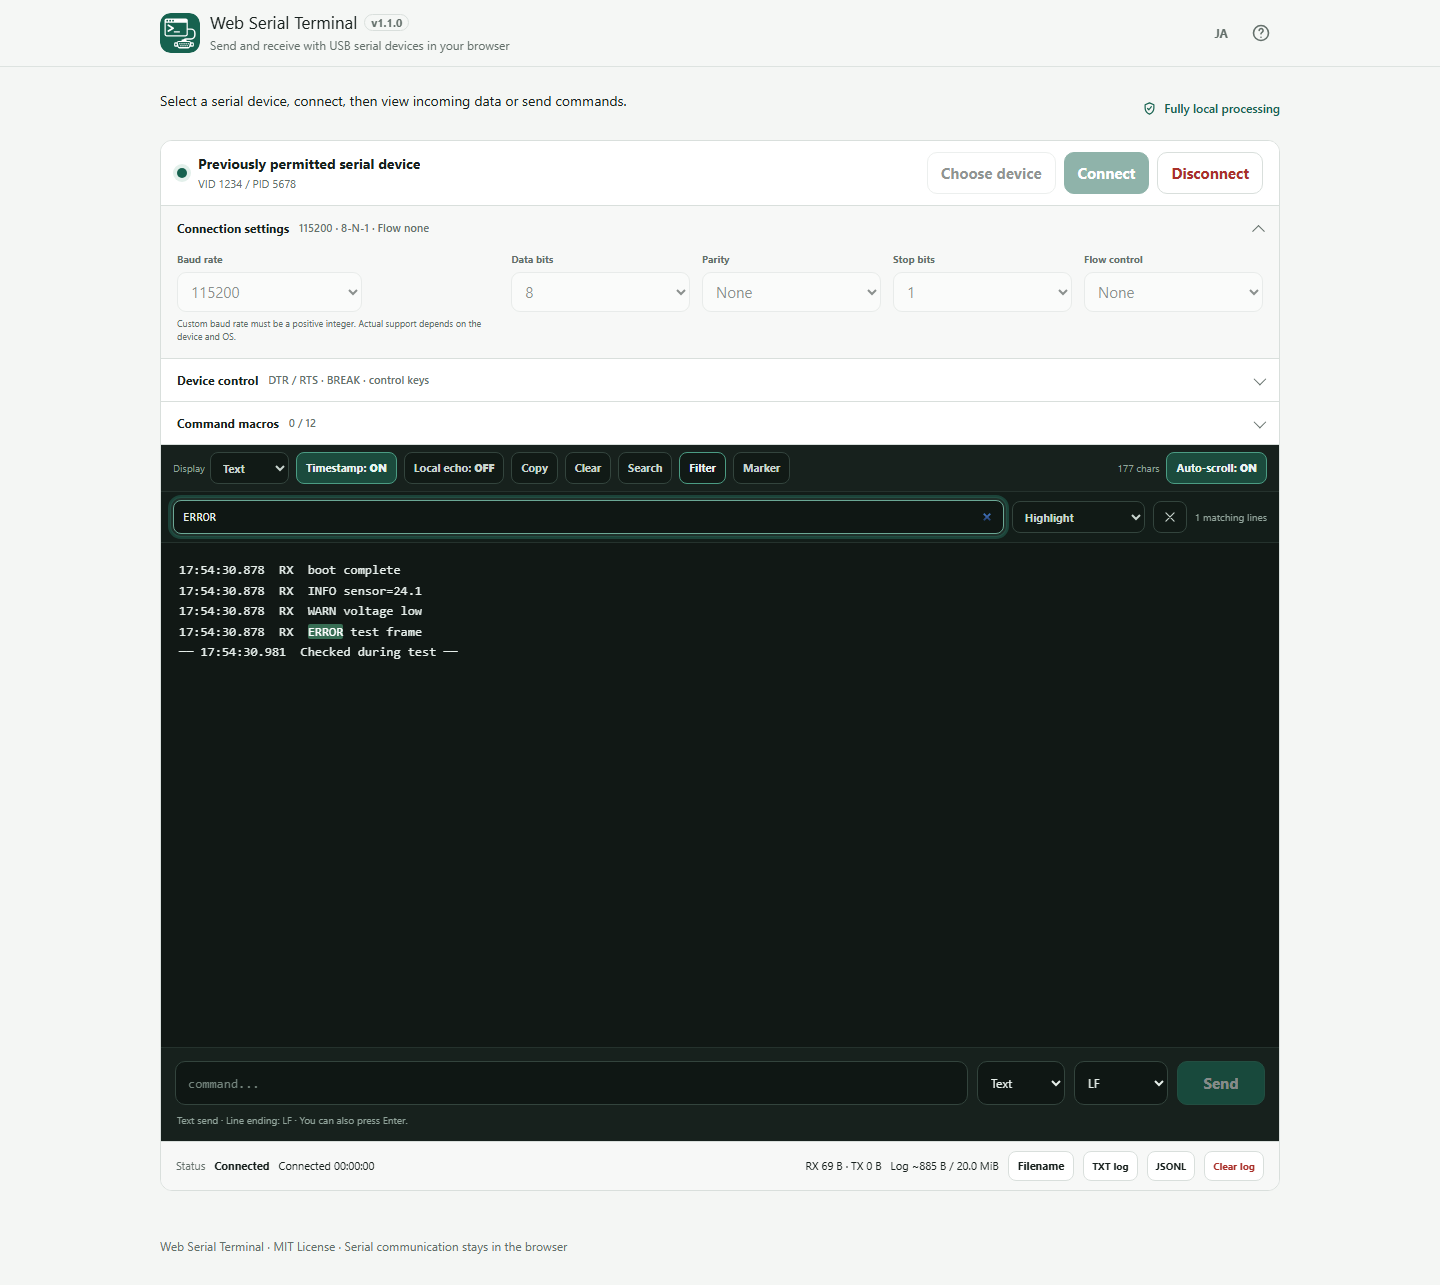 Web Serial Terminal v1.1.0
Send and receive with USB serial devices in your browser
JA
Select a serial device, connect, then view incoming data or send commands.
Fully local processing
Previously permitted serial device
VID 1234 / PID 5678
Choose device
Connect
Disconnect
Connection settings 115200 · 8-N-1 · Flow none
Baud rate
Data bits
Parity
Stop bits
Flow control
115200
8
None
1
None
Custom baud rate must be a positive integer. Actual support depends on the
device and OS.
Device control DTR / RTS · BREAK · control keys
Command macros 0 / 12
Display
Text
Timestamp: ON
Local echo: OFF
Copy
Clear
Search
Filter
Marker
177 chars
Auto-scroll: ON
ERROR
Highlight
1 matching lines
17:54:30.878 RX boot complete
17:54:30.878 RX INFO sensor=24.1
17:54:30.878 RX WARN voltage low
17:54:30.878 RX ERROR test frame
── 17:54:30.981 Checked during test ──
command...
Text
LF
Send
Text send · Line ending: LF · You can also press Enter.
Status Connected Connected 00:00:00
RX 69 B · TX 0 B Log ~885 B / 20.0 MiB
Filename
TXT log
JSONL
Clear log
Web Serial Terminal · MIT License · Serial communication stays in the browser